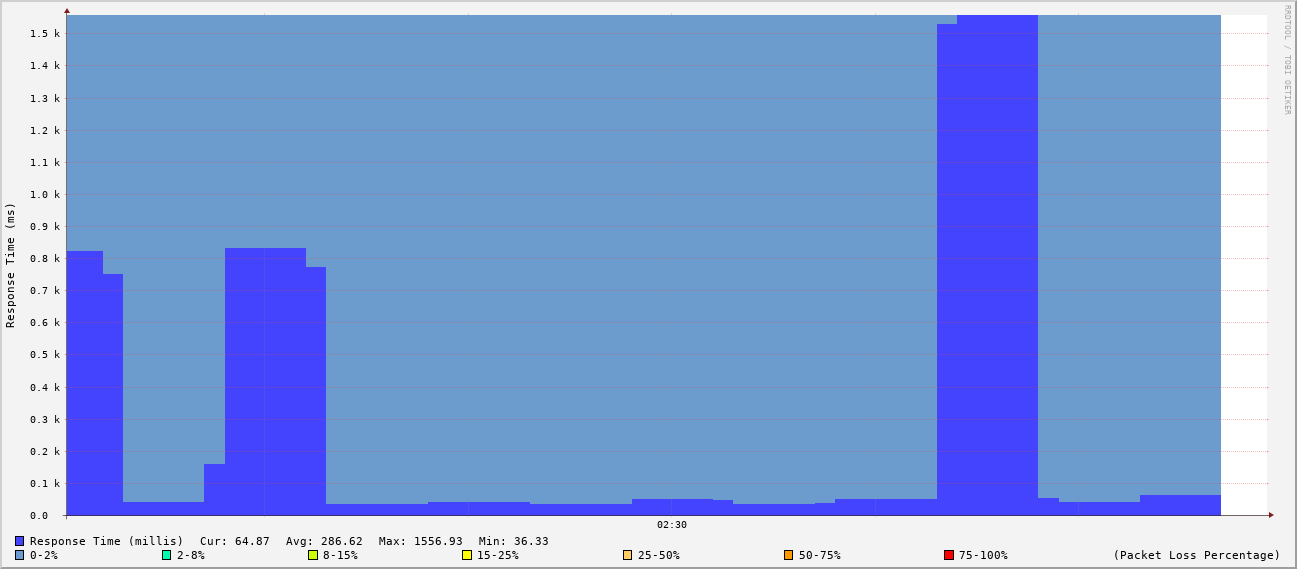 RRDTOOL / TOBI OETIKER
Response Time (ms)
1.5 k
1.4 k
1.3 k
1.2 k
1.1 k
1.0 k
0.9 k
0.8 k
0.7 k
0.6 k
0.5 k
0.4 k
0.3 k
0.2 k
0.1 k
0.0
02:30
Response Time (millis) Cur: 64.87 Avg: 286.62 Max: 1556.93 Min: 36.33
0-2% 2-8% 8-15% 15-25% 25-50% 50-75% 75-100% (Packet Loss Percentage)